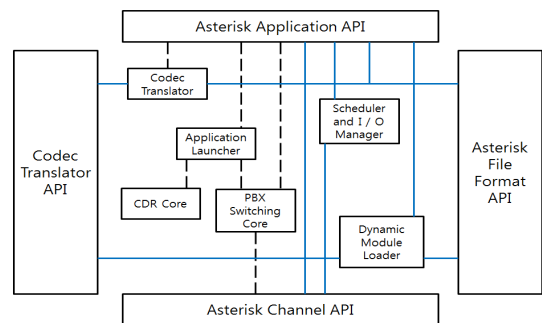 Asterisk Application API
Codec
Translator
Scheduler
and I / O
Manager
Application
Launcher
Codec
Translator
API
Asterisk
File
Format
API
CDR Core
PBX
Switching
Core
Dynamic
Module
Loader
Asterisk Channel API